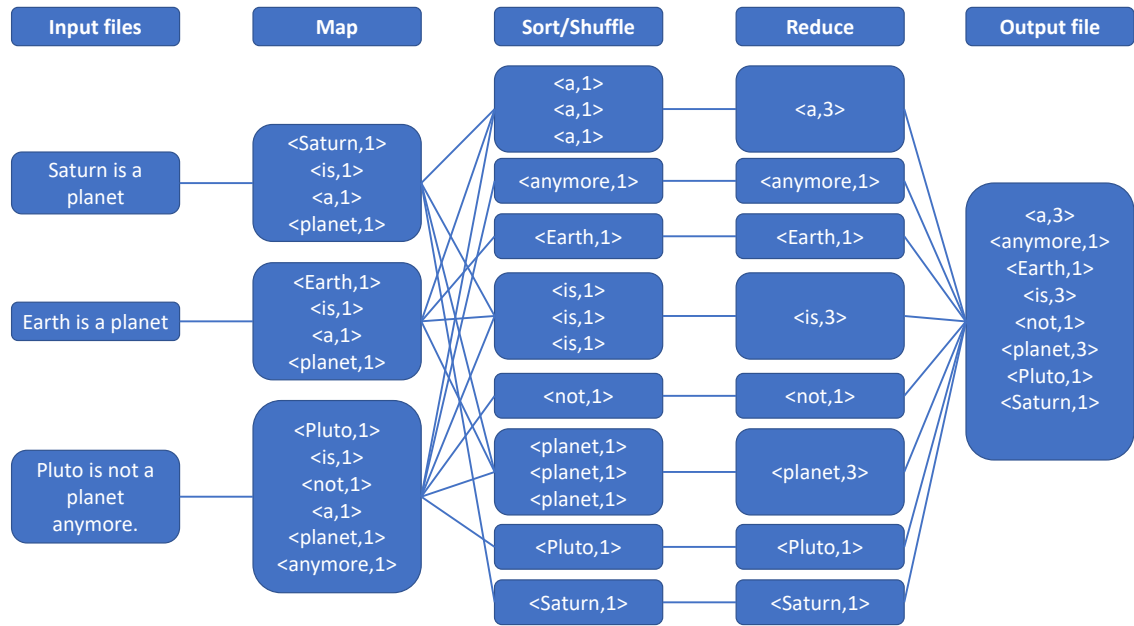 Input files
Map
Sort/Shuffle
Reduce
Output file
Saturn is a
planet
Earth is a planet
Pluto is not a
planet
anymore.
<Saturn,1>
<is,1>
<a,1>
<planet,1>
<Earth,1>
<is,1>
<a,1>
<planet,1>
<Pluto,1>
<is,1>
<not,1>
<a,1>
<planet,1>
<anymore,1>
<a,1>
<a,1>
<a,1>
<anymore,1>
<Earth,1>
<is,1>
<is,1>
<is,1>
<not,1>
<planet,1>
<planet,1>
<planet,1>
<Pluto,1>
<Saturn,1>
<a,3>
<anymore,1>
<Earth,1>
<is,3>
<not,1>
<planet,3>
<Pluto,1>
<Saturn,1>
<a,3>
<anymore,1>
<Earth,1>
<is,3>
<not,1>
<planet,3>
<Pluto,1>
<Saturn,1>